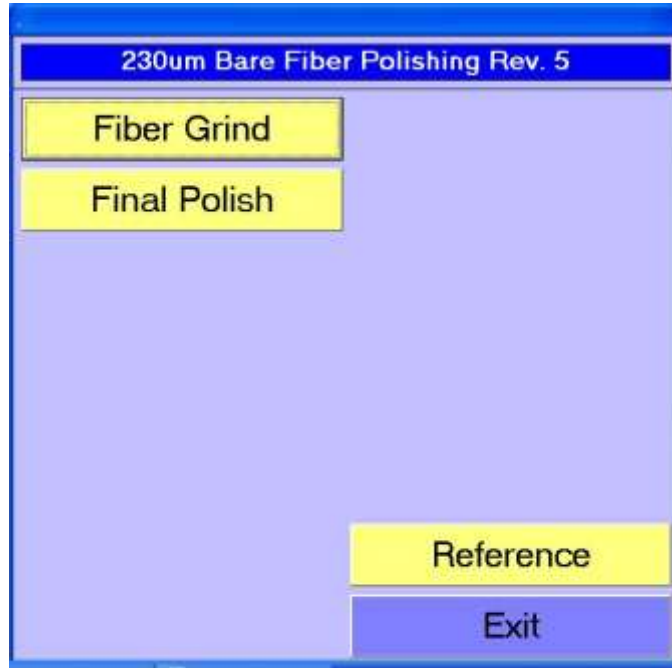 230um Bare Fiber Polishing Rev. 5
Fiber Grind
Final Polish
Reference
Exit